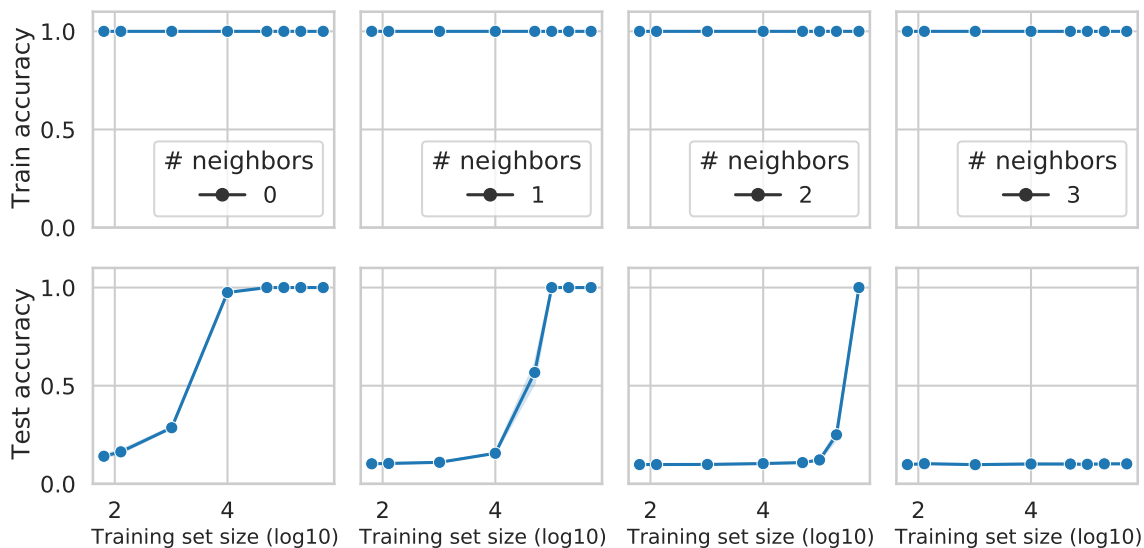 Train accuracy
1.0
0.5
0.0
# neighbors
0
# neighbors
1
# neighbors
2
# neighbors
3
Test accuracy
1.0
0.5
0.0
2 4
2 4
2 4
2 4
Training set size (log10)
Training set size (log10)
Training set size (log10)
Training set size (log10)